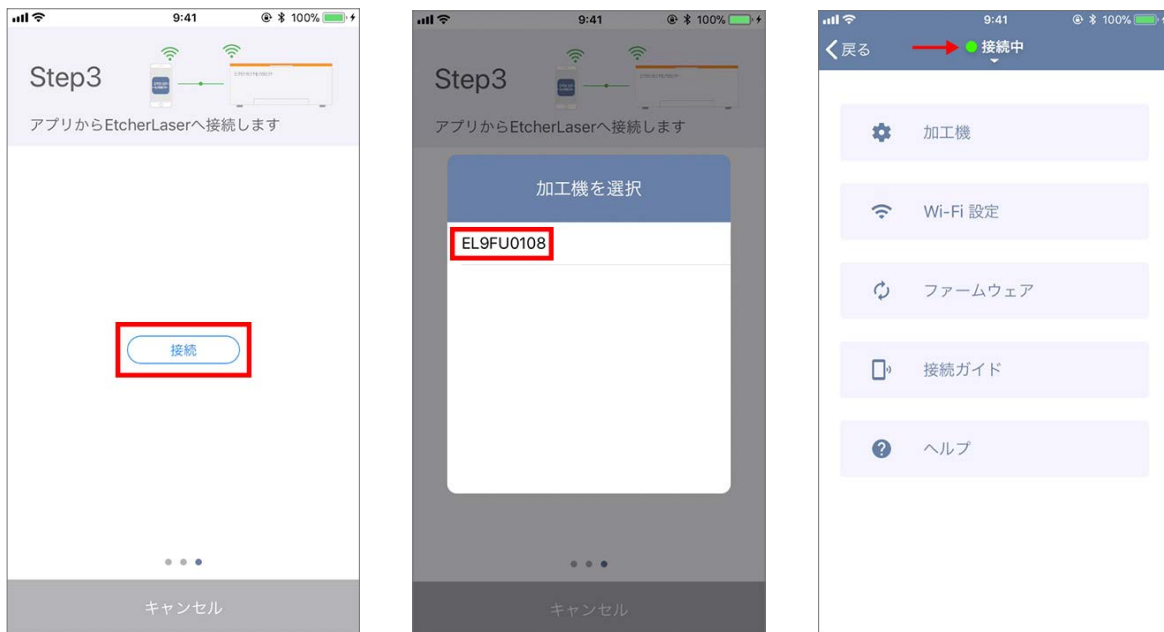 9:41
100%
Step3
アプリからEtcherLaserへ接続します
接続
キャンセル
9:41
100%
Step3
アプリからEtcherLaserへ接続します
加工機を選択
EL9FU0108
キャンセル
9:41
100%
戻る
接続中
加工機
Wi-Fi 設定
ファームウェア
接続ガイド
ヘルプ